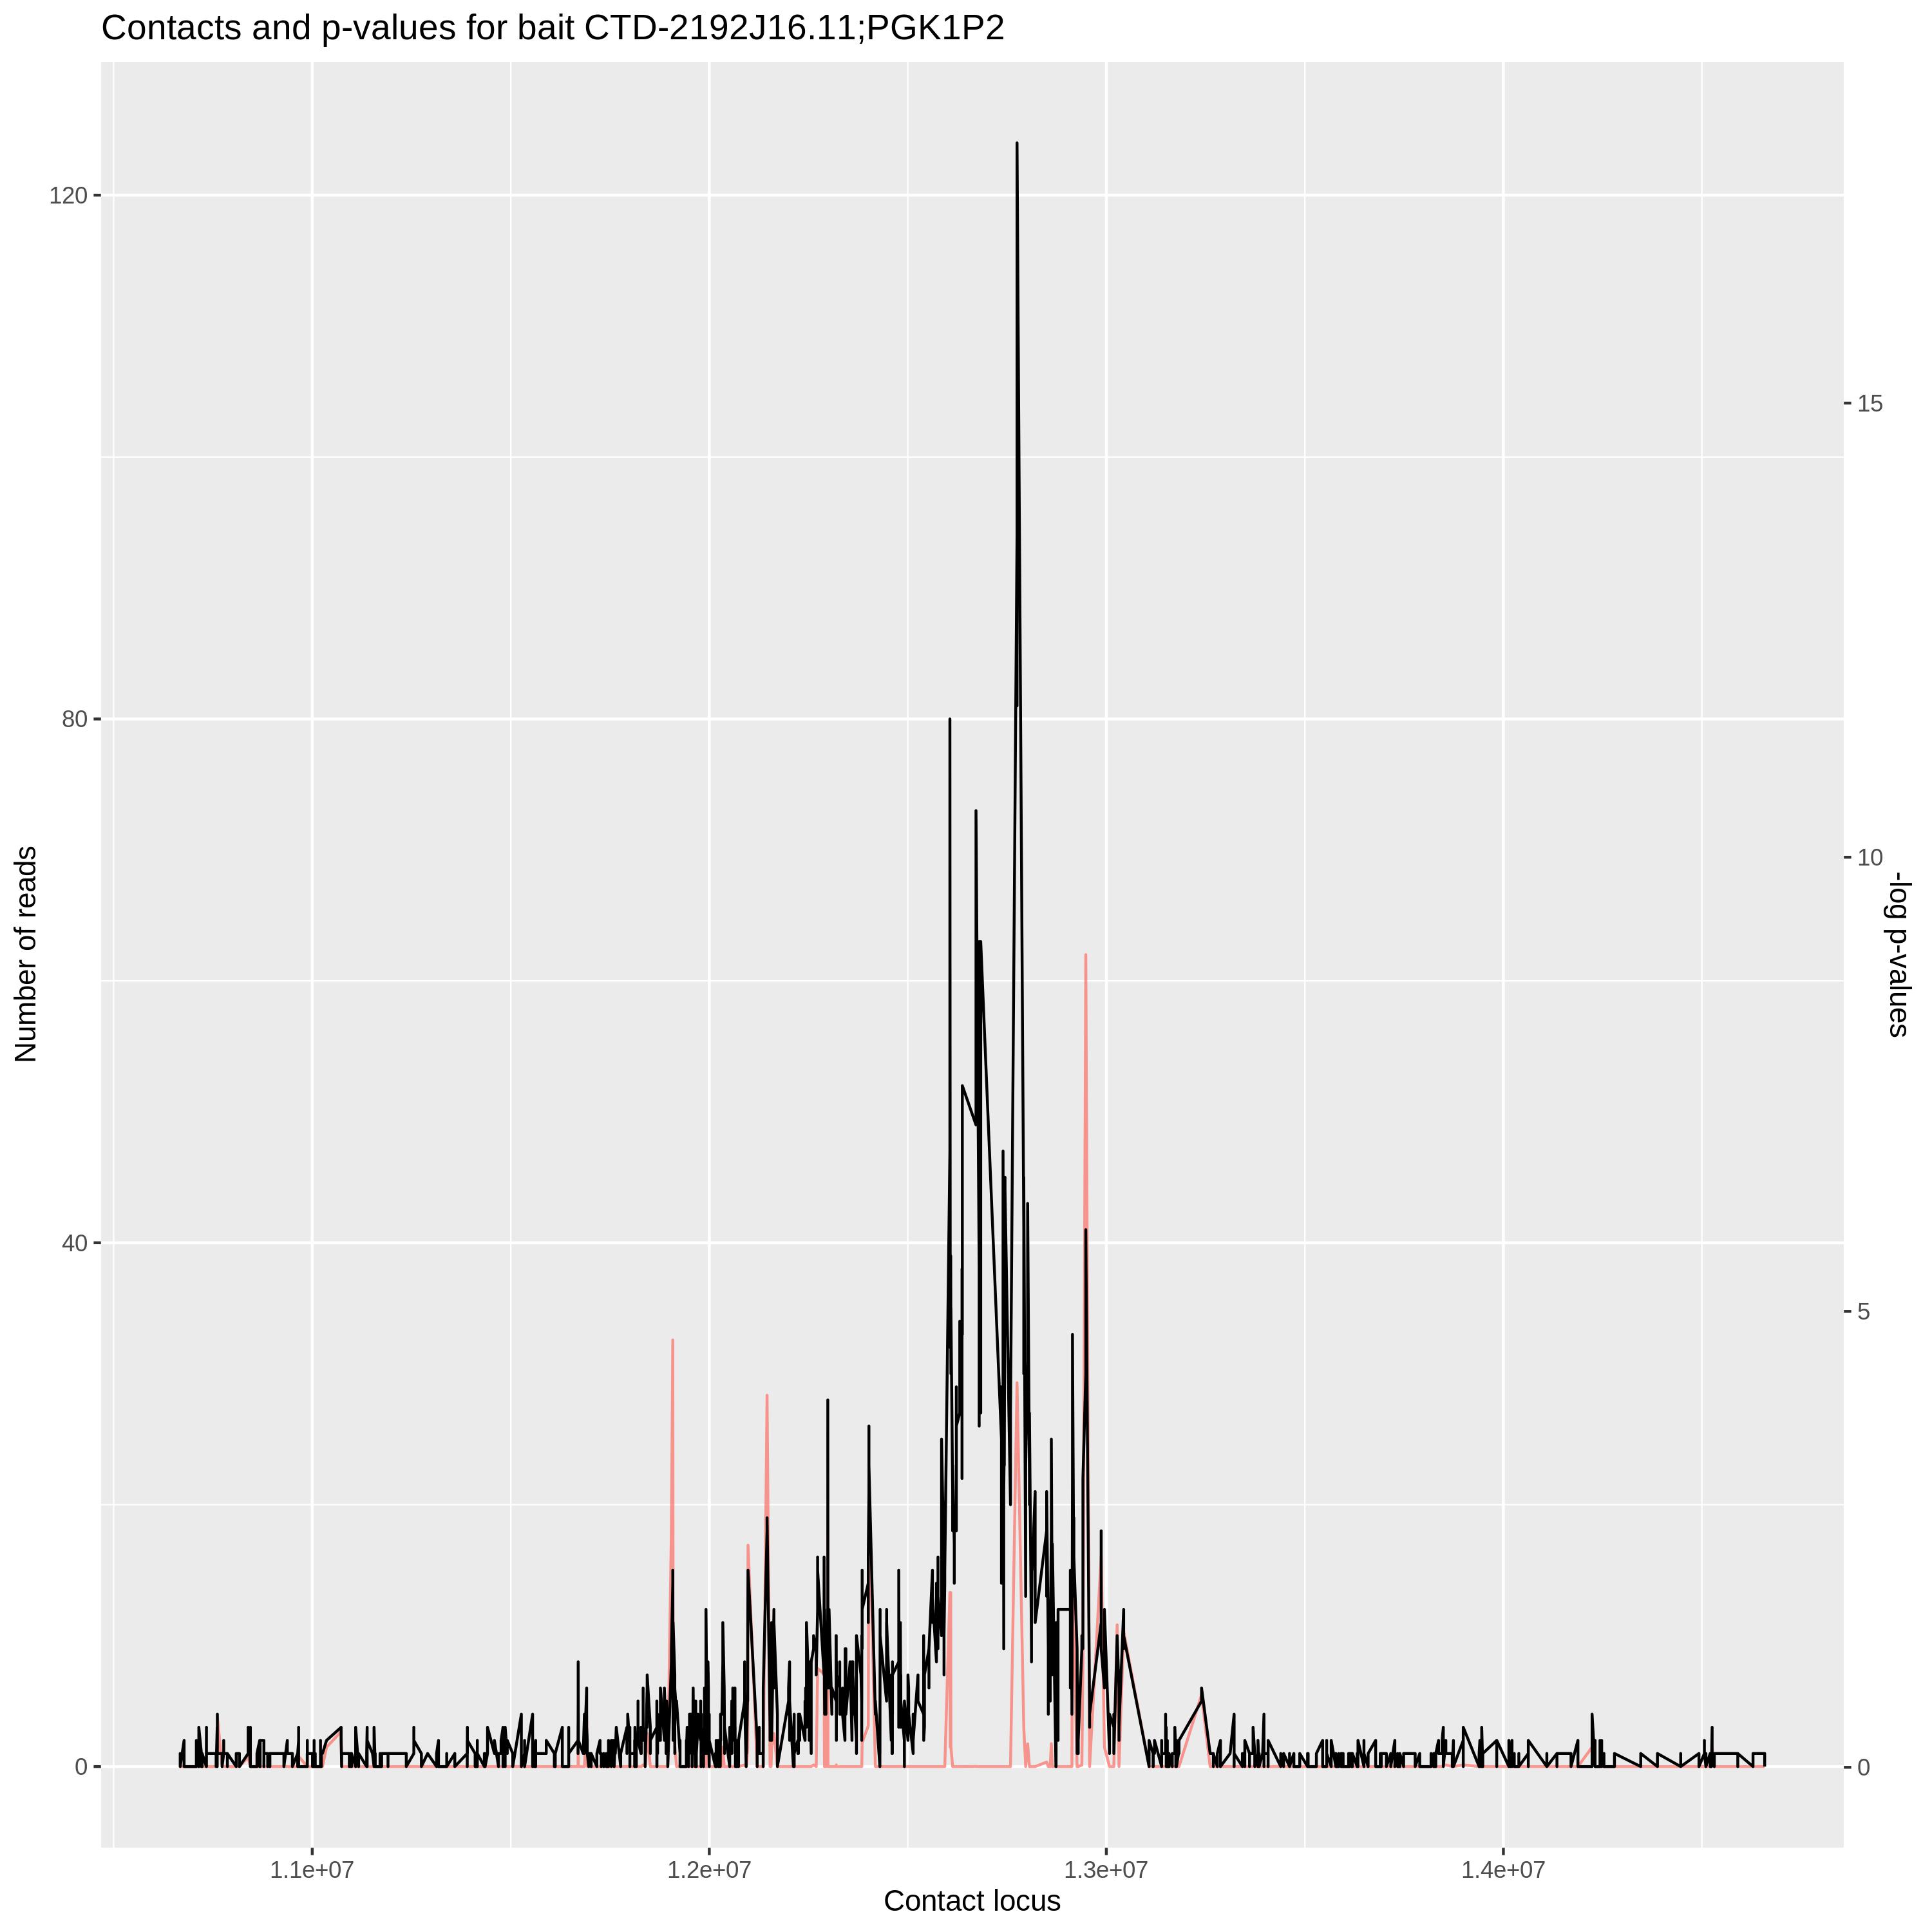 Contacts and p-values for bait CTD-2192J16.11;PGK1P2
120
80
40
0
Number of reads
15
10
5
0
-log p-values
1.1e+07
1.2e+07
1.3e+07
1.4e+07
Contact locus